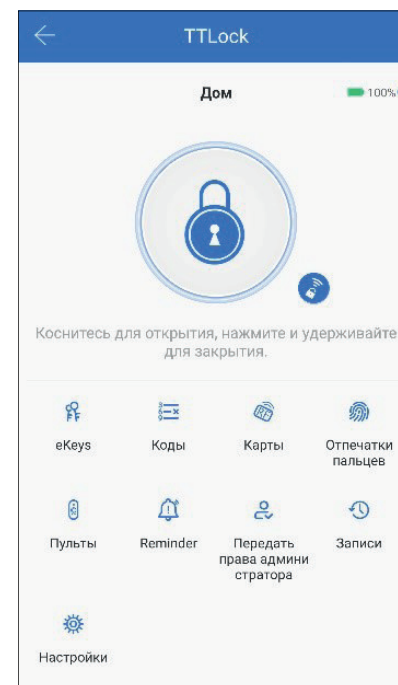 TTLock
Дом
100%
Коснитесь для открытия, нажмите и удерживайте
для закрытия.
eKeys
Коды
Карты
Отпечатки
пальцев
Пульты
Reminder
Передать
права админи
стратора
Записи
Настройки